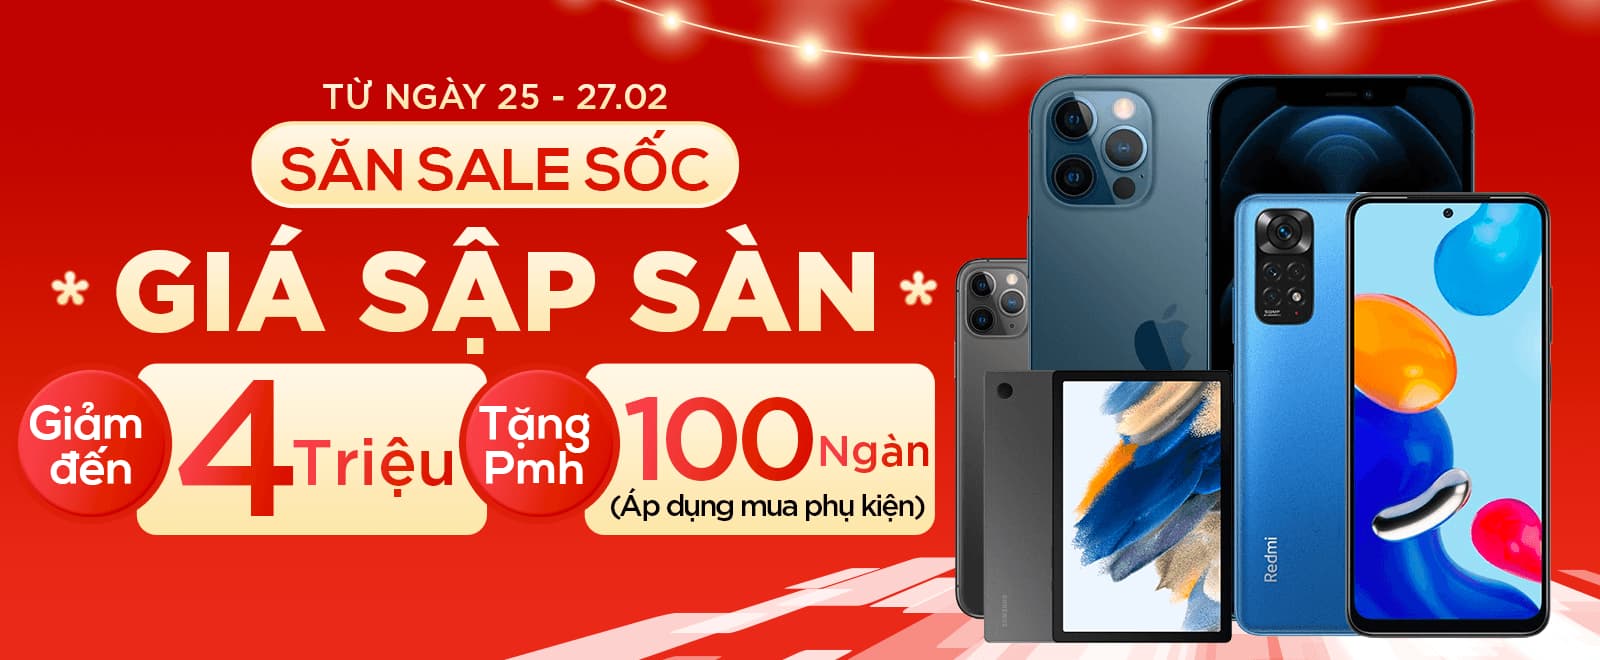 TỪ NGÀY 25 - 27.02
SĂN SALE SỐC
* GIÁ SẬP SÀN *
Giảm
đến
4 Triệu
Tặng
Pmh
100 Ngàn
(Áp dụng mua phụ kiện)
SAMSUNG
Redmi